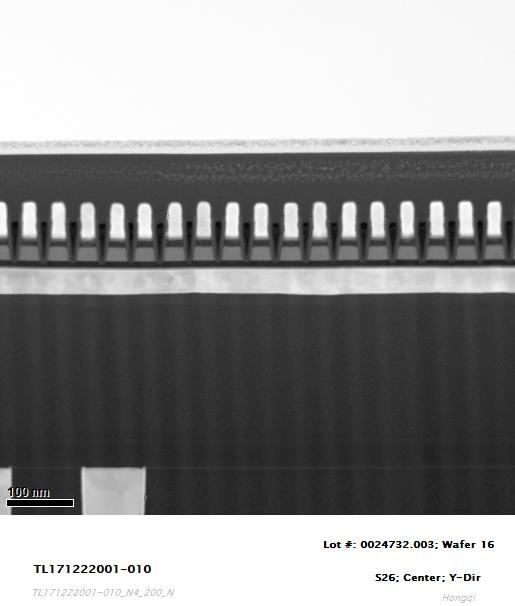 100 nm
Lot #: 0024732.003; Wafer 16
TL171222001-010
S26; Center; Y-Dir
TL171222001-010_N4_200_N
Hongqi